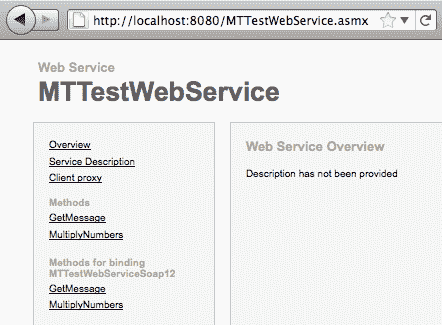 http://localhost:8080/MTTestWebService.asmx
Web Service
MTTestWebService
Overview
Service Description
Client proxy
Methods
GetMessage
MultiplyNumbers
Methods for binding
MTTestWebServiceSoap12
GetMessage
MultiplyNumbers
Web Service Overview
Description has not been provided